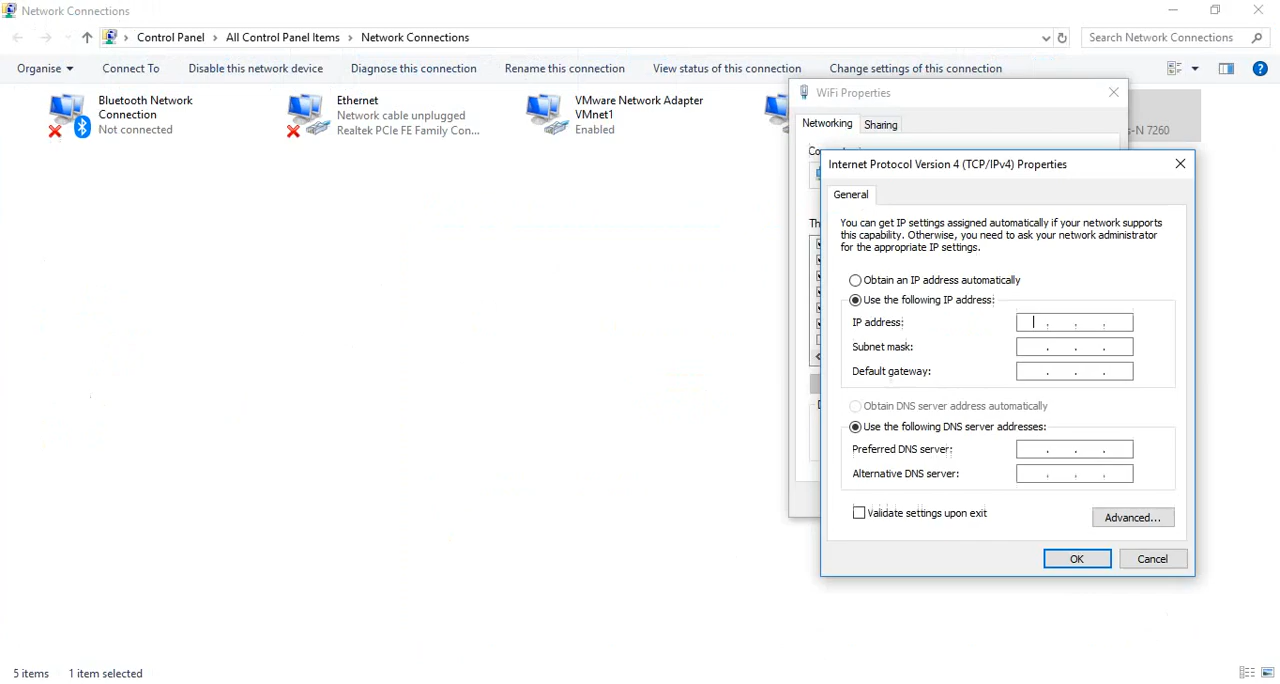 Network Connections
Control Panel > All Control Panel Items > Network Connections
Search Network Connections
Organise
Connect To
Disable this network device
Diagnose this connection
Rename this connection
View status of this connection
Change settings of this connection
Bluetooth Network
Connection
Not connected
Ethernet
Network cable unplugged
Realtek PCIe FE Family Con...
VMware Network Adapter
VMnet1
Enabled
s-N 7260
WiFi Properties
Networking
Sharing
Internet Protocol Version 4 (TCP/IPv4) Properties
General
You can get IP settings assigned automatically if your network supports
this capability. Otherwise, you need to ask your network administrator
for the appropriate IP settings.
Obtain an IP address automatically
Use the following IP address:
IP address:
Subnet mask:
Default gateway:
Obtain DNS server address automatically
Use the following DNS server addresses:
Preferred DNS server:
Alternative DNS server:
Validate settings upon exit
Advanced...
OK
Cancel
5 items
1 item selected